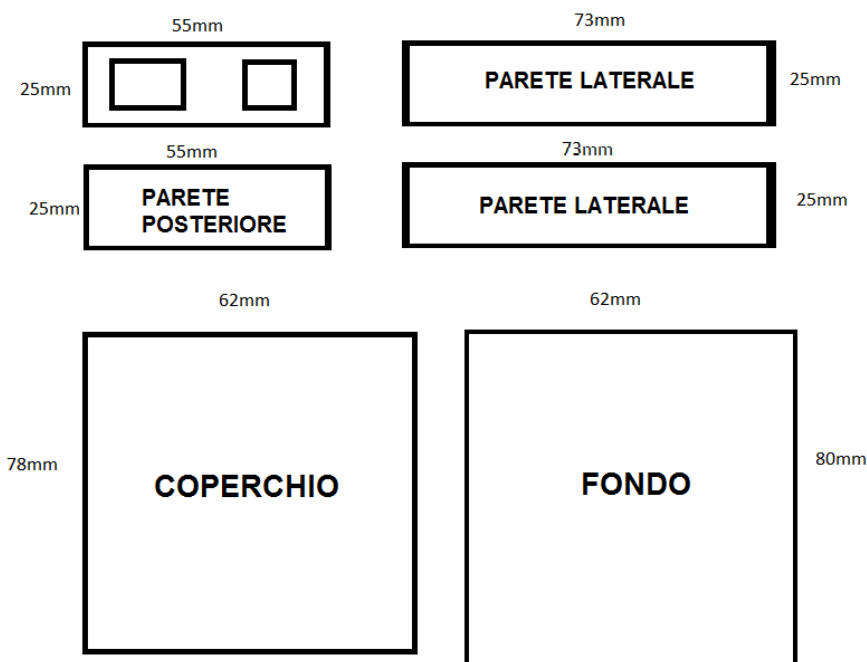 55mm
73mm
25mm
PARETE LATERALE
25mm
55mm
73mm
25mm
PARETE
POSTERIORE
PARETE LATERALE
25mm
62mm
62mm
78mm
COPERCHIO
FONDO
80mm